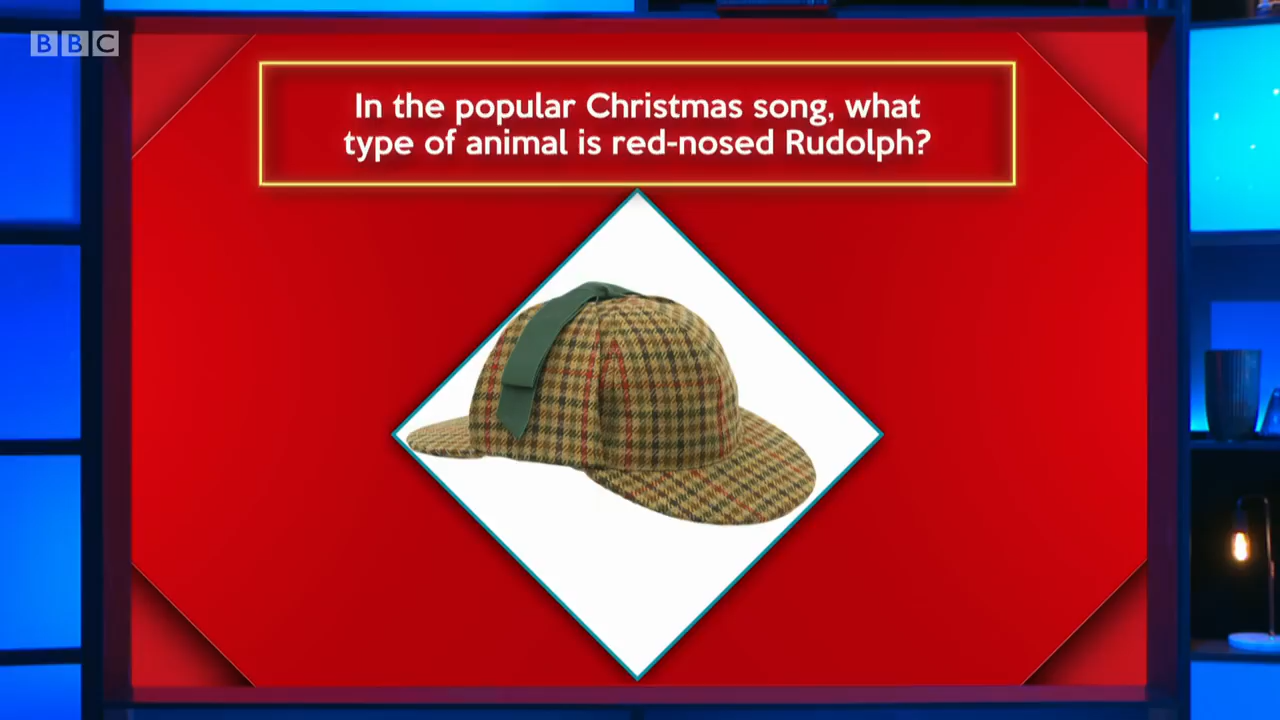 BBC
In the popular Christmas song, what
type of animal is red-nosed Rudolph?